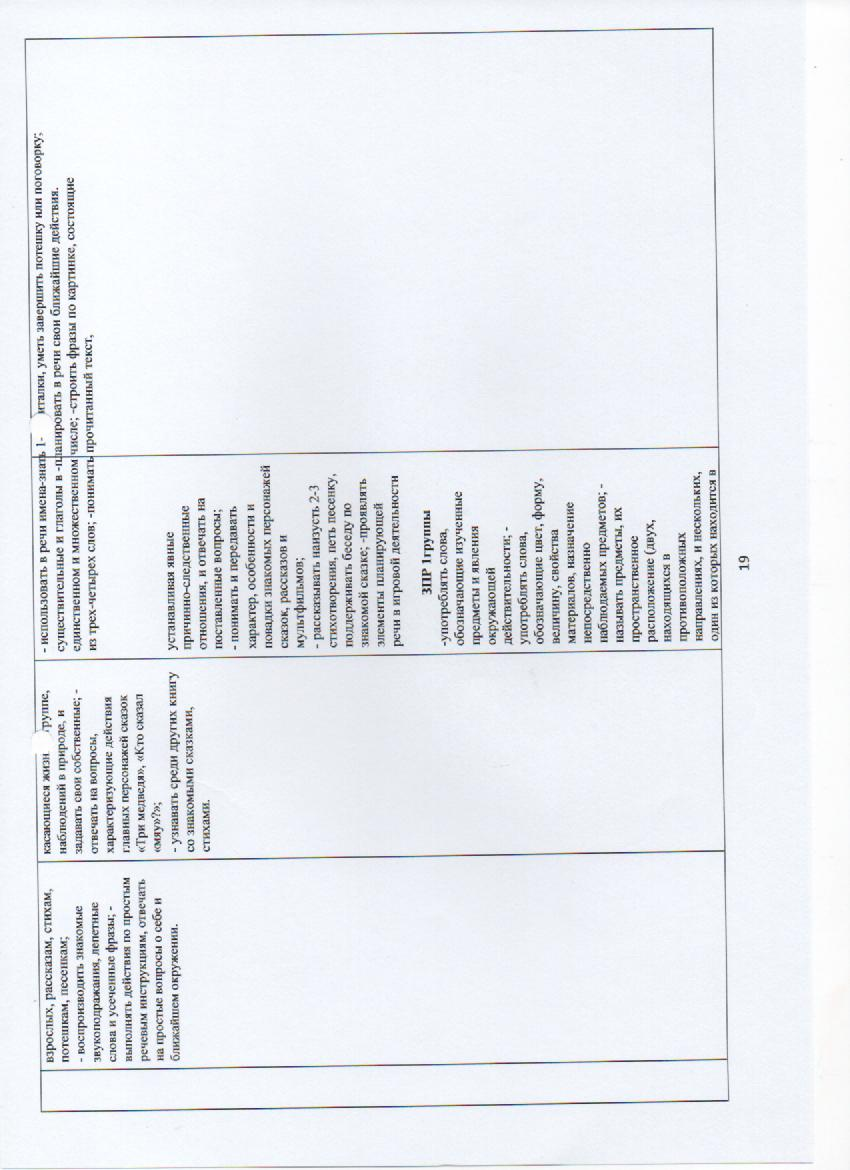 взрослых, рассказам, стихам,
потешкам, песенкам;
- воспроизводить знакомые
звукоподражания, лепетные
слова и усеченные фразы; -
выполнять действия по простым
речевым инструкциям, отвечать
на простые вопросы о себе и
ближайшем окружении.
касающиеся
наблюдений в природе, и
задавать свои собственные; -
отвечать на вопросы,
характеризующие действия
главных персонажей сказок
«Три медведя», «Кто сказал
«мяу»?»;
- узнавать среди других книгу
со знакомыми сказками,
стихами.
- использовать в речи имена-знать 1- уметь завершить потешку или поговорку;
существительные и глаголы в -планировать в речи свои ближайшие действия.
единственном и множественном числе; -строить фразы по картинке, состоящие
из трех-четырех слов; -понимать прочитанный текст,
устанавливая явные
причинно-следственные
отношения, и отвечать на
поставленные вопросы;
- понимать и передавать
характер, особенности и
повадки знакомых персонажей
сказок, рассказов и
мультфильмов;
- рассказывать наизусть 2-3
стихотворения, петь песенку,
поддерживать беседу по
знакомой сказке; -проявлять
элементы планирующей
речи в игровой деятельности
ЗПР 1группы
-употреблять слова,
обозначающие изученные
предметы и явления
окружающей
действительности; -
употреблять слова,
обозначающие цвет, форму,
величину, свойства
материалов, назначение
непосредственно
наблюдаемых предметов; -
называть предметы, их
пространственное
расположение (двух,
находящихся в
противоположных
направлениях, и нескольких,
один из которых находится в
19